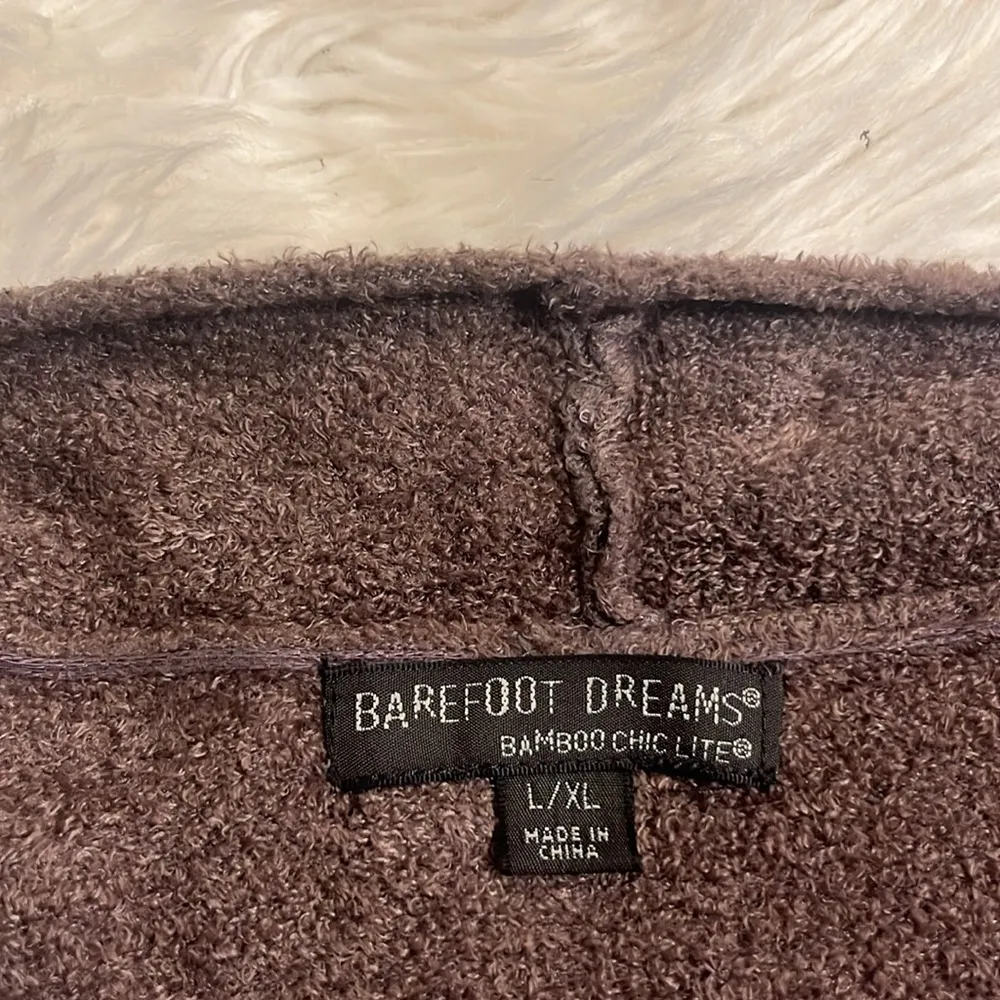 BAREFOOT DREAMS®
BAMBOO CHIC LITE®
L/XL
MADE IN
CHINA